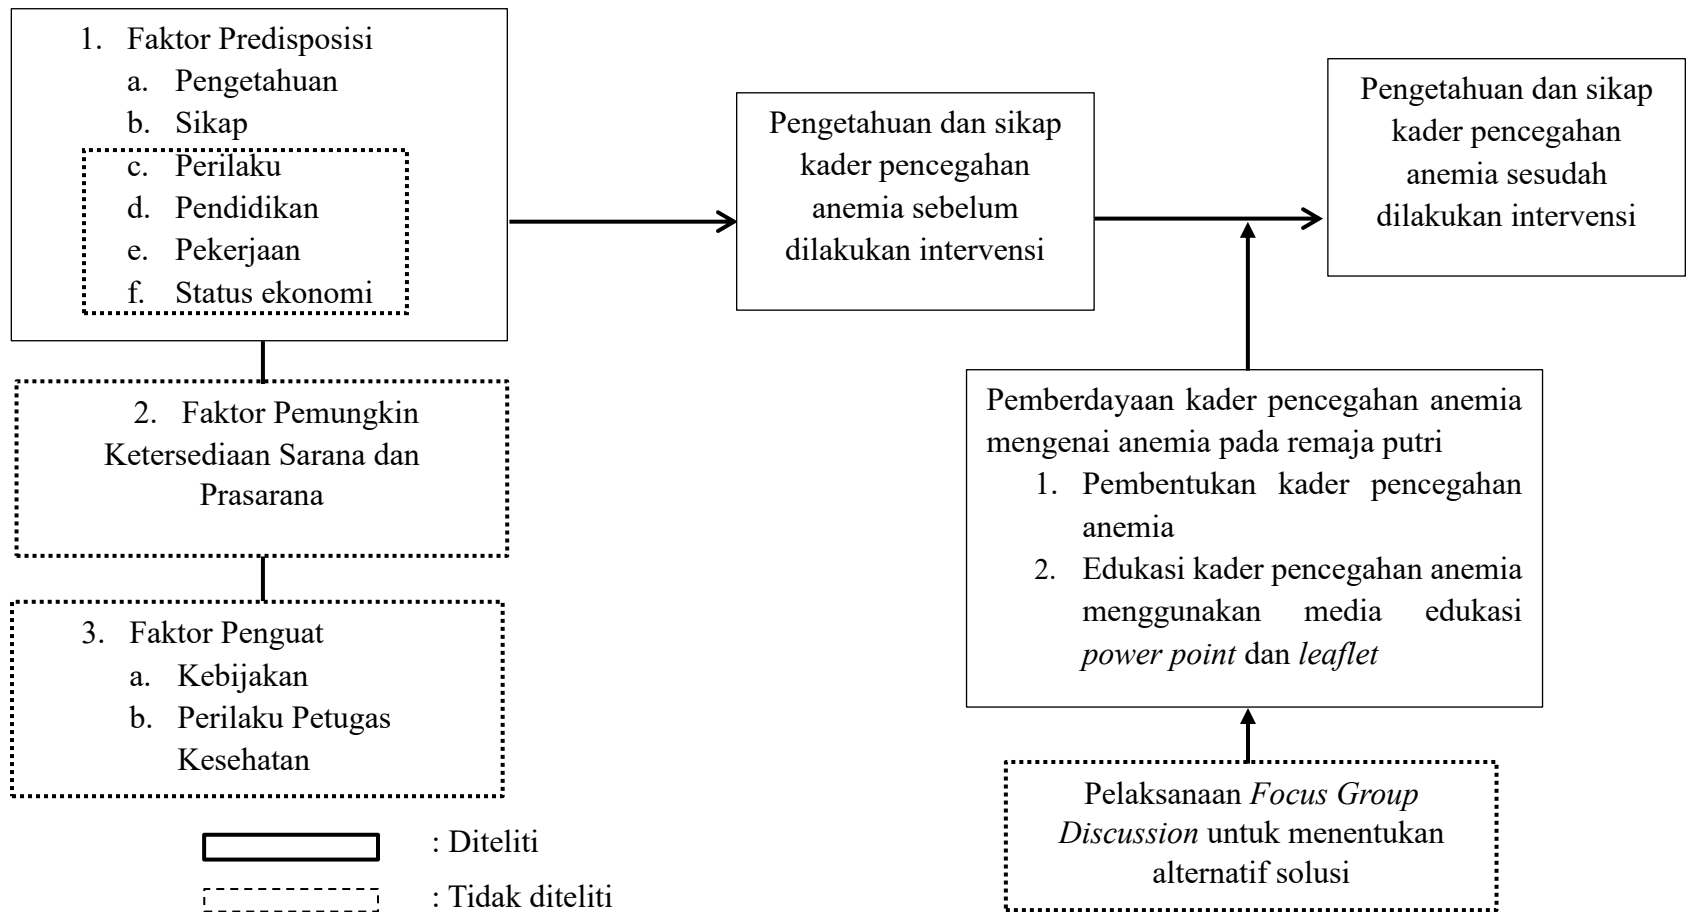 1. Faktor Predisposisi
a. Pengetahuan
b. Sikap
c. Perilaku
d. Pendidikan
e. Pekerjaan
f. Status ekonomi
2. Faktor Pemungkin
Ketersediaan Sarana dan
Prasarana
3. Faktor Penguat
a. Kebijakan
b. Perilaku Petugas
Kesehatan
Pengetahuan dan sikap
kader pencegahan
anemia sebelum
dilakukan intervensi
Pengetahuan dan sikap
kader pencegahan
anemia sesudah
dilakukan intervensi
Pemberdayaan kader pencegahan anemia
mengenai anemia pada remaja putri
1. Pembentukan kader pencegahan
anemia
2. Edukasi kader pencegahan anemia
menggunakan media edukasi
power point dan leaflet
Pelaksanaan Focus Group
Discussion untuk menentukan
alternatif solusi
: Diteliti
: Tidak diteliti